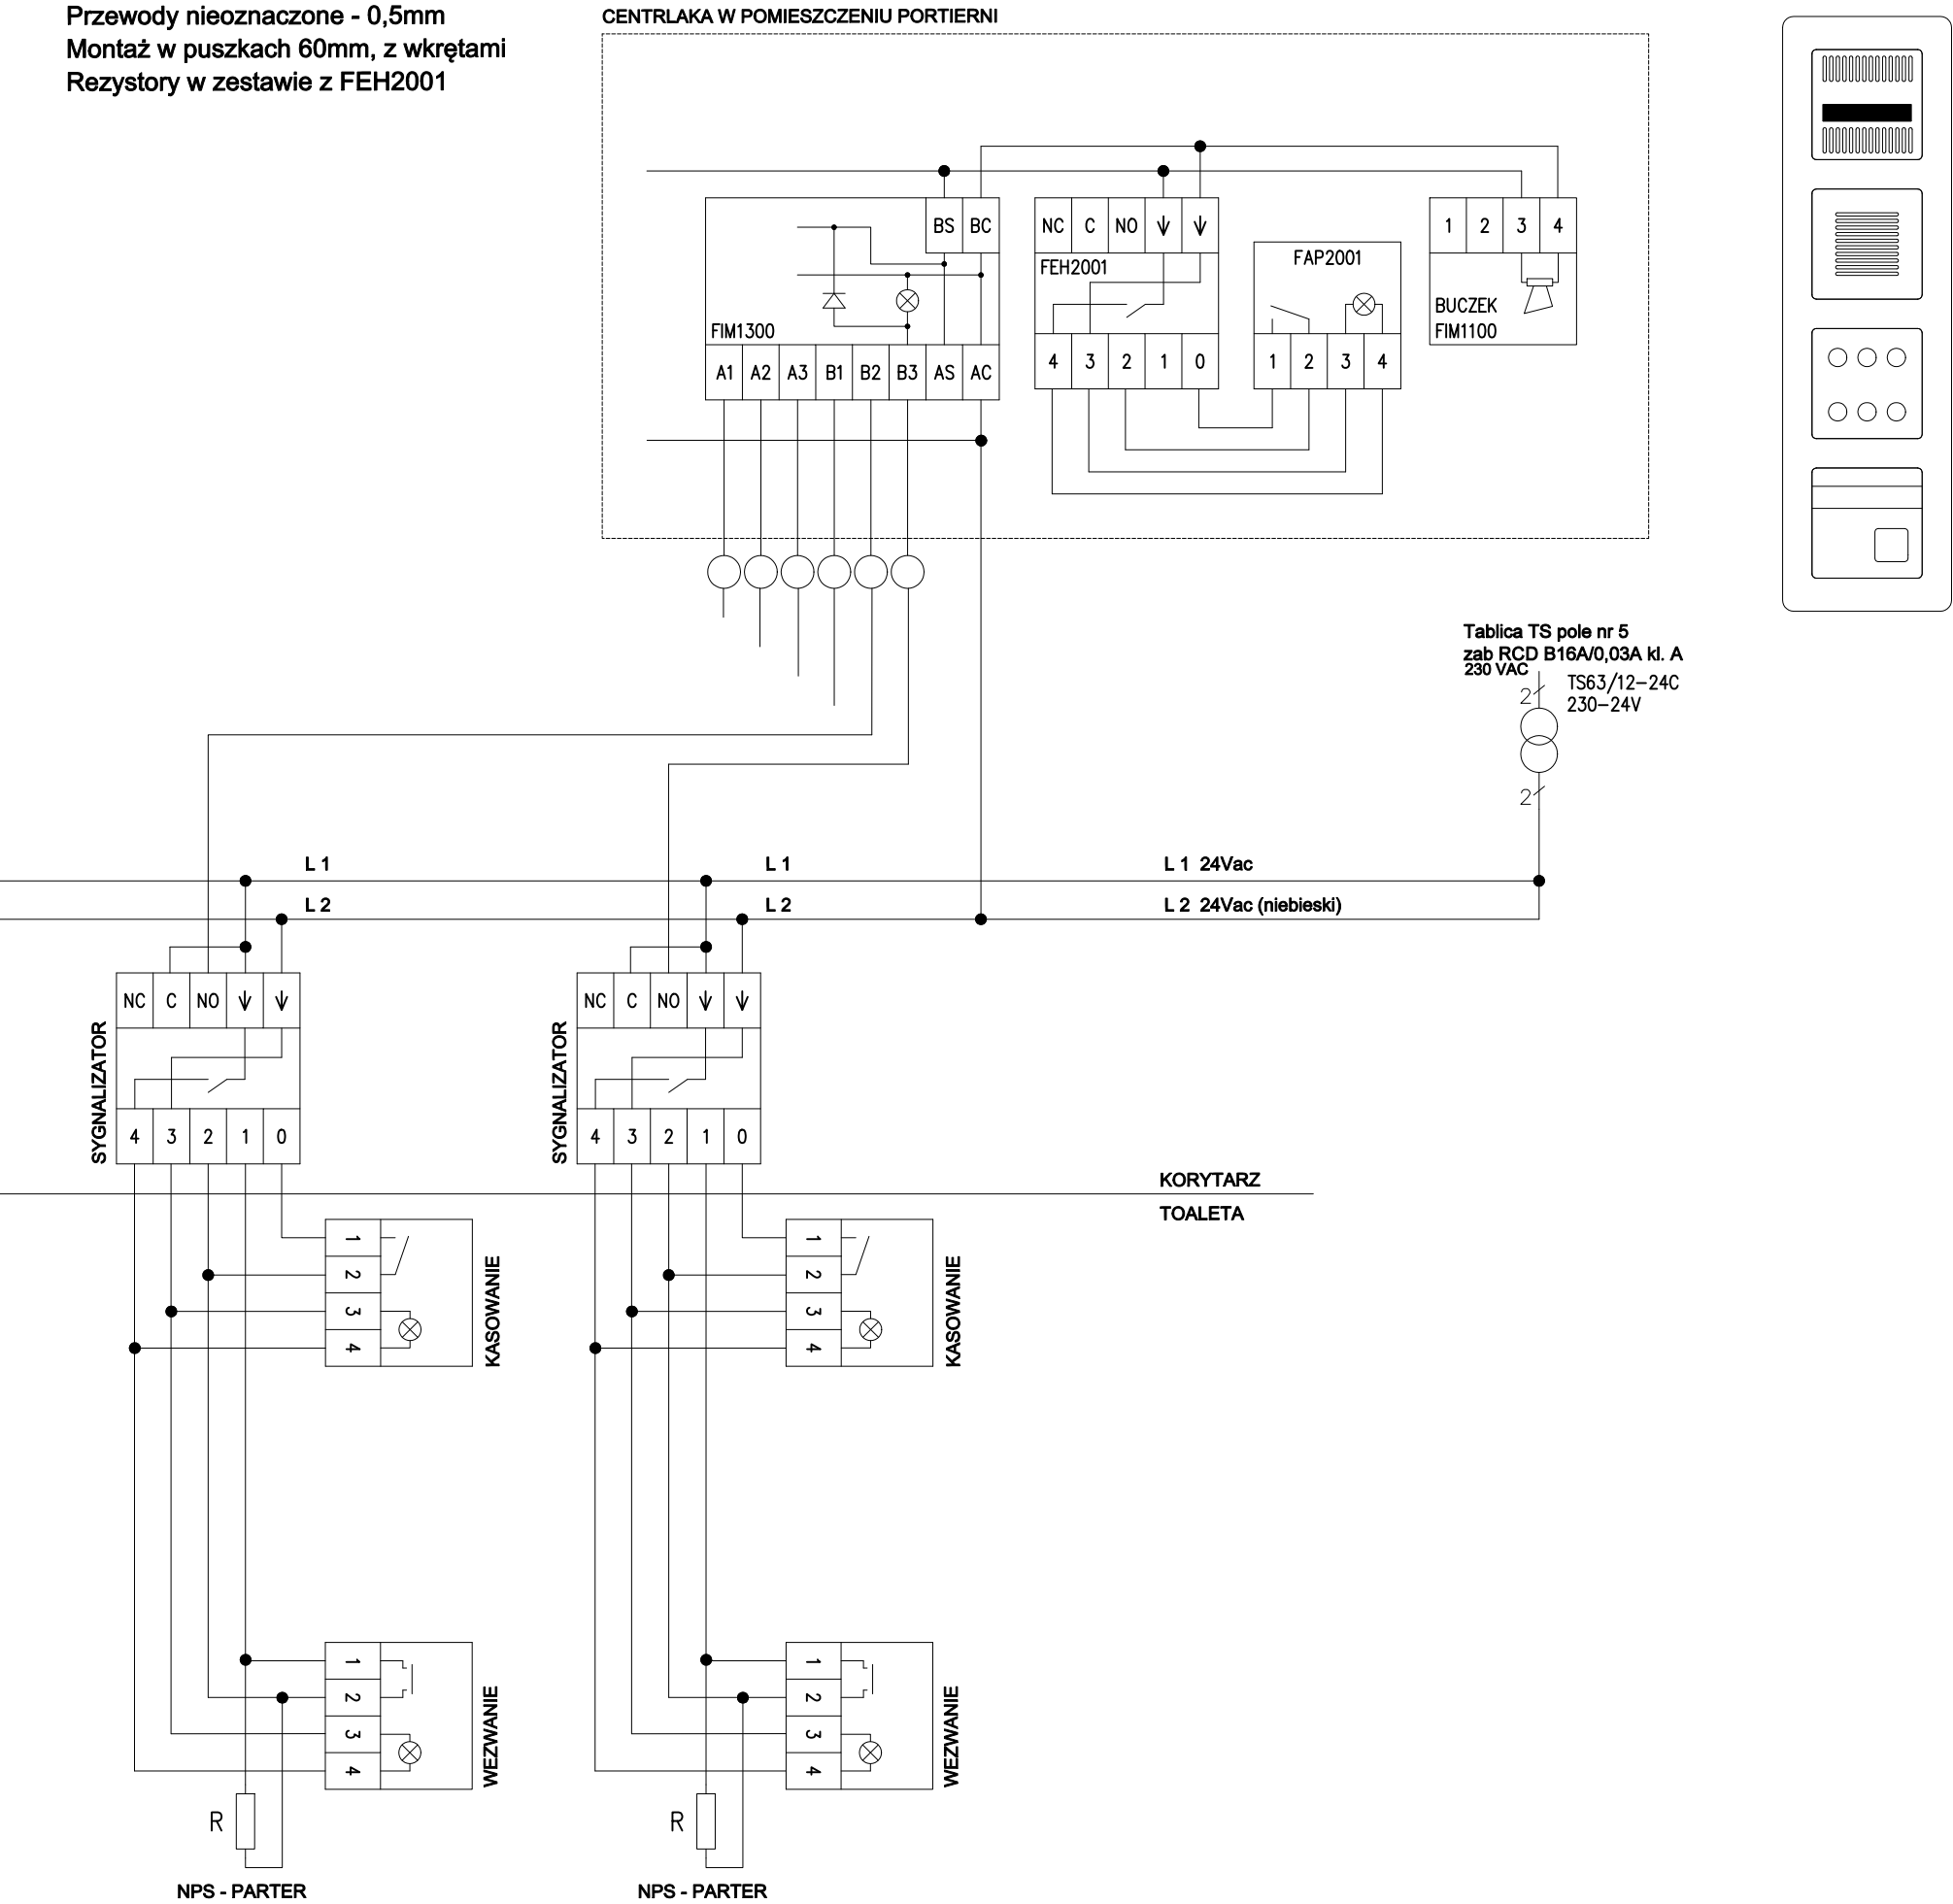 Przewody nieoznaczone - 0,5mm
Montaż w puszkach 60mm, z wkrętami
Rezystory w zestawie z FEH2001
CENTRLAKA W POMIESZCZENIU PORTIERNI
BS BC
FIM1300
A1 A2 A3 B1 B2 B3 AS AC
NC C NO
FEH2001
4 3 2 1 0
FAP2001
1 2 3 4
1 2 3 4
BUCZEK
FIM1100
Tablica TS pole nr 5
zab RCD B16A/0,03A kl. A
230 VAC
2
TS63/12-24C
230-24V
2
L 1
L 1
L 1 24Vac
L 2
L 2
L 2 24Vac (niebieski)
NC C NO
SYGNALIZATOR
4 3 2 1 0
NC C NO
SYGNALIZATOR
4 3 2 1 0
KORYTARZ
TOALETA
1
2
3
4
KASOWANIE
1
2
3
4
KASOWANIE
1
2
3
4
WEZWANIE
R
1
2
3
4
WEZWANIE
R
NPS - PARTER
NPS - PARTER